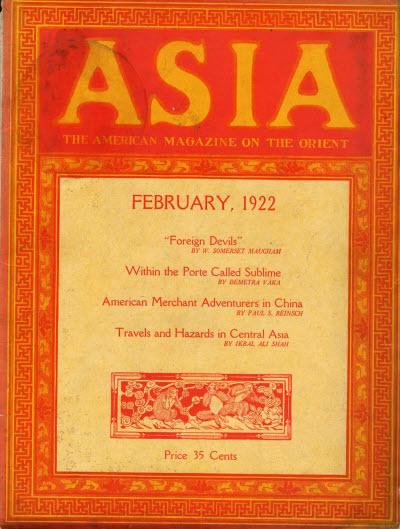 ASIA
THE AMERICAN MAGAZINE ON THE ORIENT
FEBRUARY, 1922
"Foreign Devils"
BY W. SOMERSET MAUGHAM
Within the Porte Called Sublime
BY DEMETRA VAKA
American Merchant Adventurers in China
BY PAUL S. REINSCH
Travels and Hazards in Central Asia
BY IKBAL ALI SHAH
Price 35 Cents